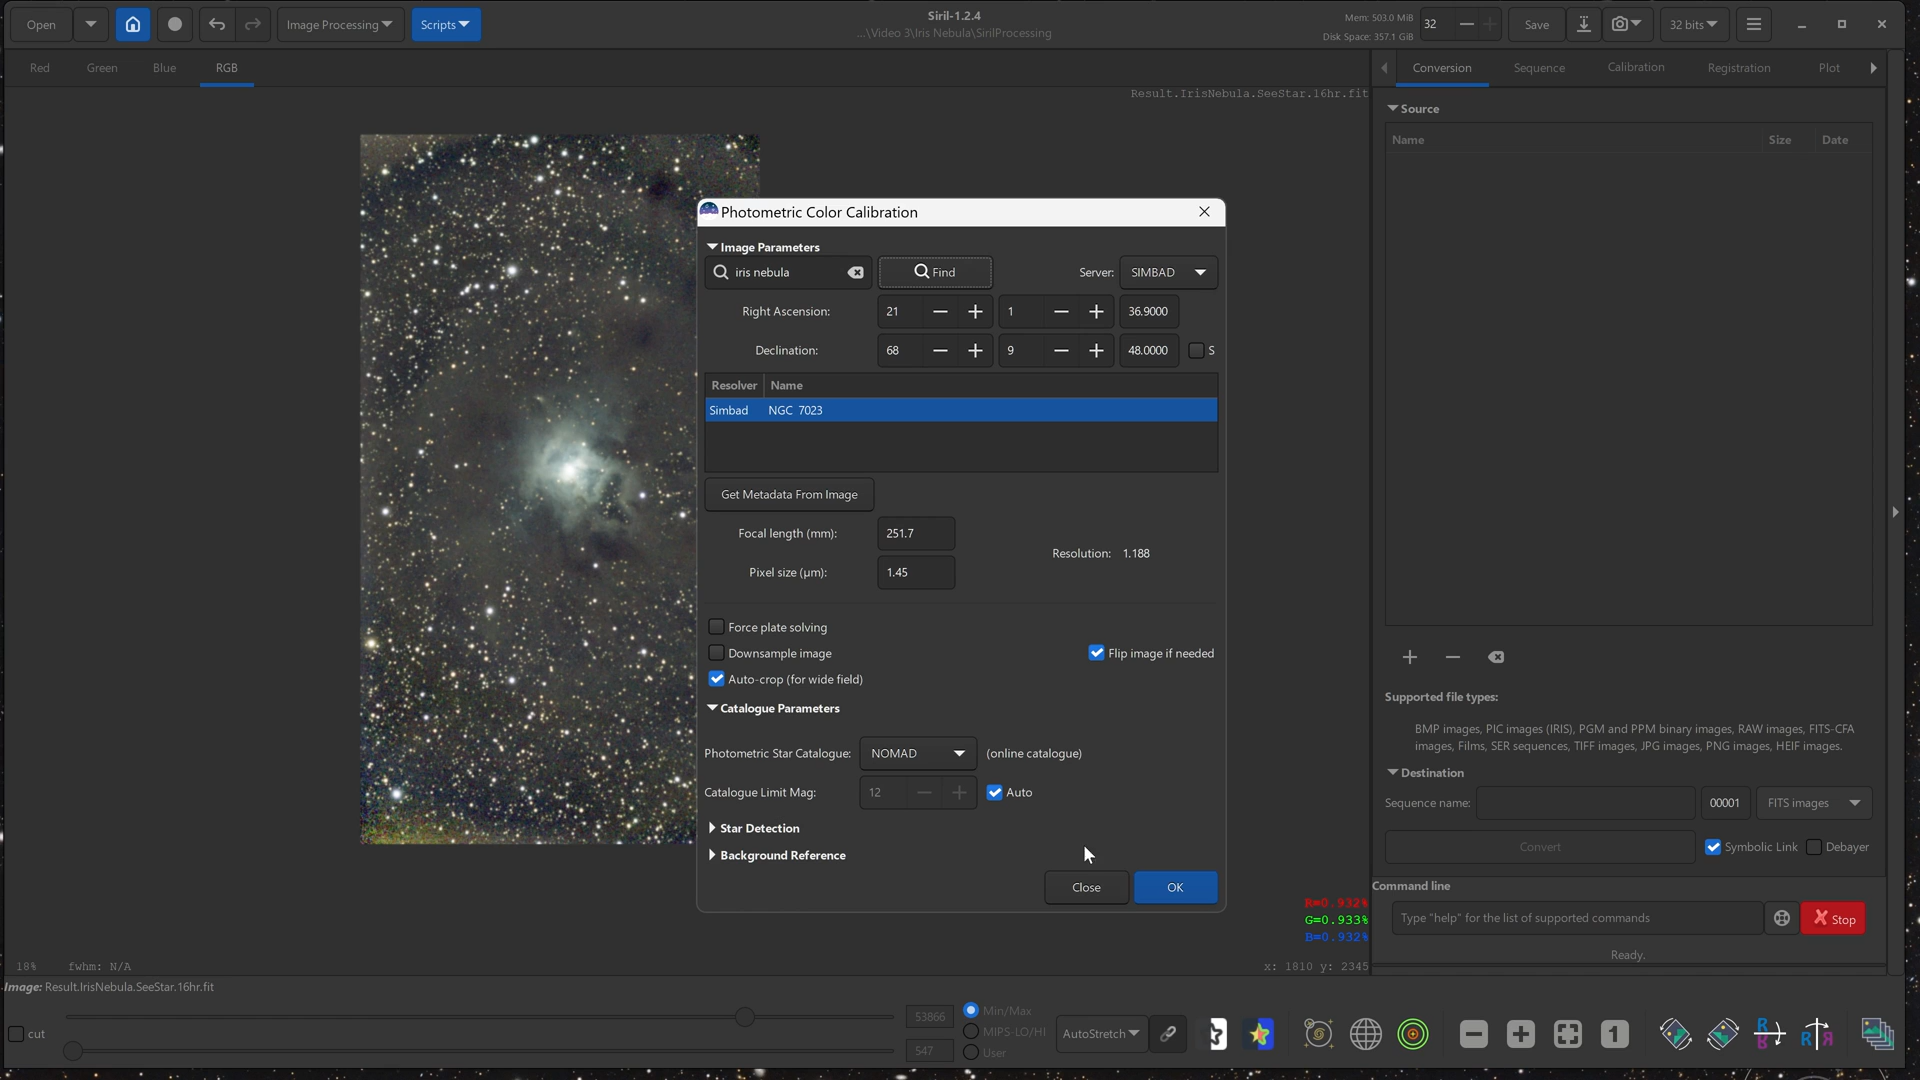 Open
Image Processing
Scripts
Siril-1.2.4
...\Video 3\Iris Nebula\SirilProcessing
Mem: 503.0 MiB
Disk Space: 357.1 GiB
32
Save
32 bits
Red
Green
Blue
RGB
Result.IrisNebula.SeeStar.16hr.fit
Conversion
Sequence
Calibration
Registration
Plot
Source
Name Size Date
Photometric Color Calibration
Image Parameters
iris nebula
Find
Server: SIMBAD
Right Ascension: 21 1 36.9000
Declination: 68 9 48.0000 S
Resolver Name
Simbad NGC 7023
Get Metadata From Image
Focal length (mm): 251.7
Resolution: 1.188
Pixel size (µm): 1.45
Force plate solving
Downsample image
Flip image if needed
Auto-crop (for wide field)
Catalogue Parameters
Photometric Star Catalogue: NOMAD (online catalogue)
Catalogue Limit Mag: 12 Auto
Star Detection
Background Reference
Close
OK
Supported file types:
BMP images, PIC images (IRIS), PGM and PPM binary images, RAW images, FITS-CFA
images, Films, SER sequences, TIFF images, JPG images, PNG images, HEIF images.
Destination
Sequence name: 00001 FITS images
Convert
Symbolic Link
Debayer
Command line
Type "help" for the list of supported commands
Stop
Ready.
R=0.932%
G=0.933%
B=0.932%
18% fwhm: N/A
x: 1810 y: 2345
Image: Result.IrisNebula.SeeStar.16hr.fit
cut
53866
547
Min/Max
MIPS-LO/HI
User
AutoStretch
1
R
R
R
R